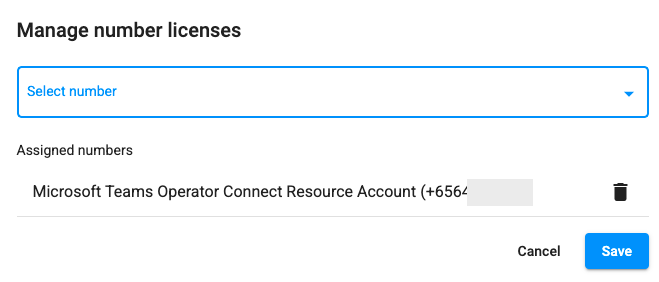 Manage number licenses
Select number
Assigned numbers
Microsoft Teams Operator Connect Resource Account (+6564
Cancel
Save